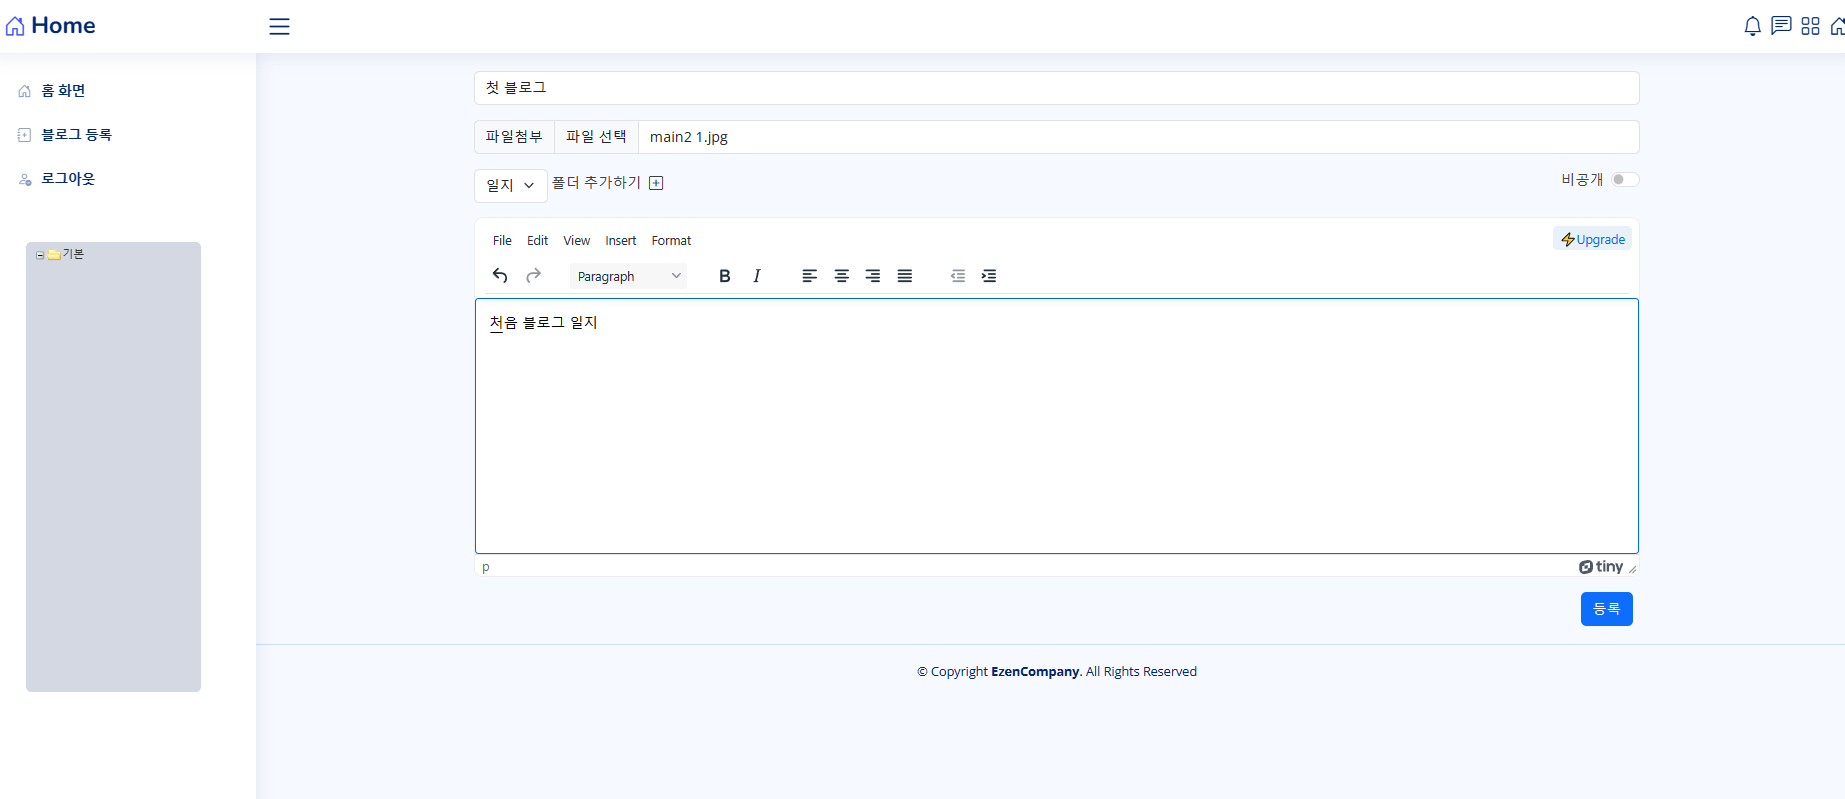 Home
홈 화면
블로그 등록
로그아웃
기본
첫 블로그
파일첨부 파일 선택 main2 1.jpg
일지 폴더 추가하기 비공개
File Edit View Insert Format ⚡Upgrade
Paragraph B I
처음 블로그 일지
p tiny
등록
© Copyright EzenCompany. All Rights Reserved